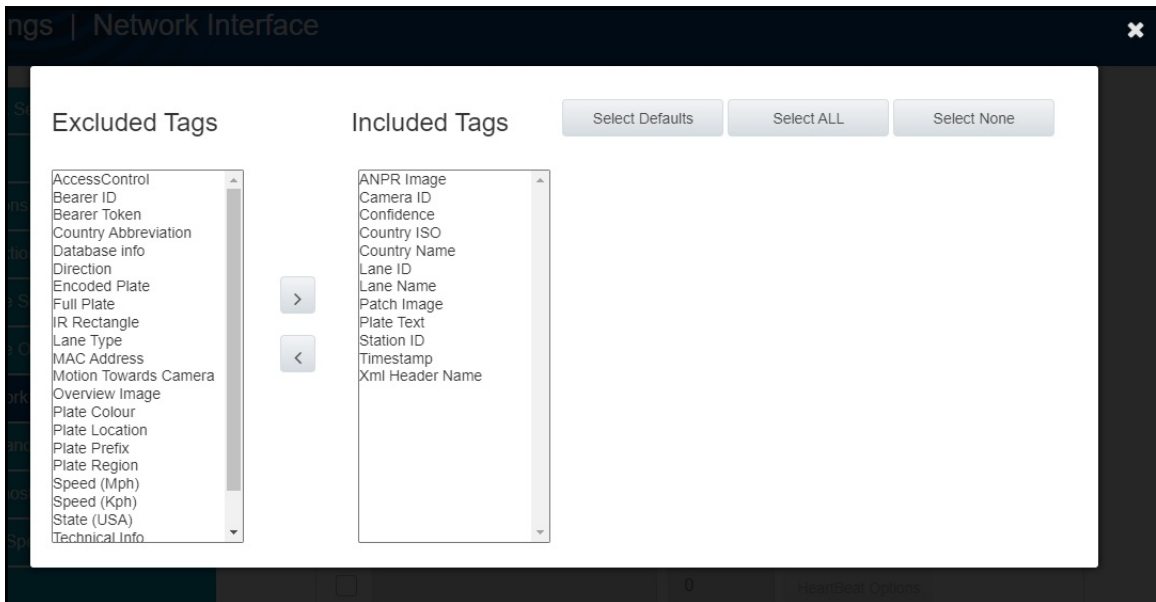 ngs | Network Interface
Excluded Tags
Included Tags
Select Defaults
Select ALL
Select None
AccessControl
Bearer ID
Bearer Token
Country Abbreviation
Database info
Direction
Encoded Plate
Full Plate
IR Rectangle
Lane Type
MAC Address
Motion Towards Camera
Overview Image
Plate Colour
Plate Location
Plate Prefix
Plate Region
Speed (Mph)
Speed (Kph)
State (USA)
Technical Info
ANPR Image
Camera ID
Confidence
Country ISO
Country Name
Lane ID
Lane Name
Patch Image
Plate Text
Station ID
Timestamp
Xml Header Name
0
HeartBeat Options